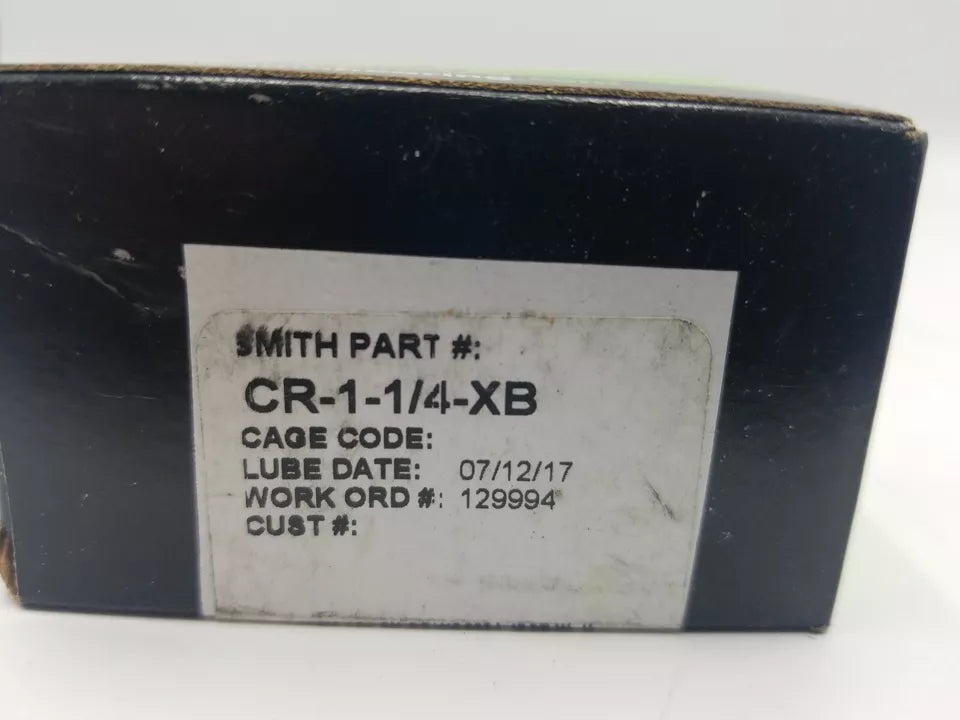 SMITH PART #:
CR-1-1/4-XB
CAGE CODE:
LUBE DATE: 07/12/17
WORK ORD #: 129994
CUST #: